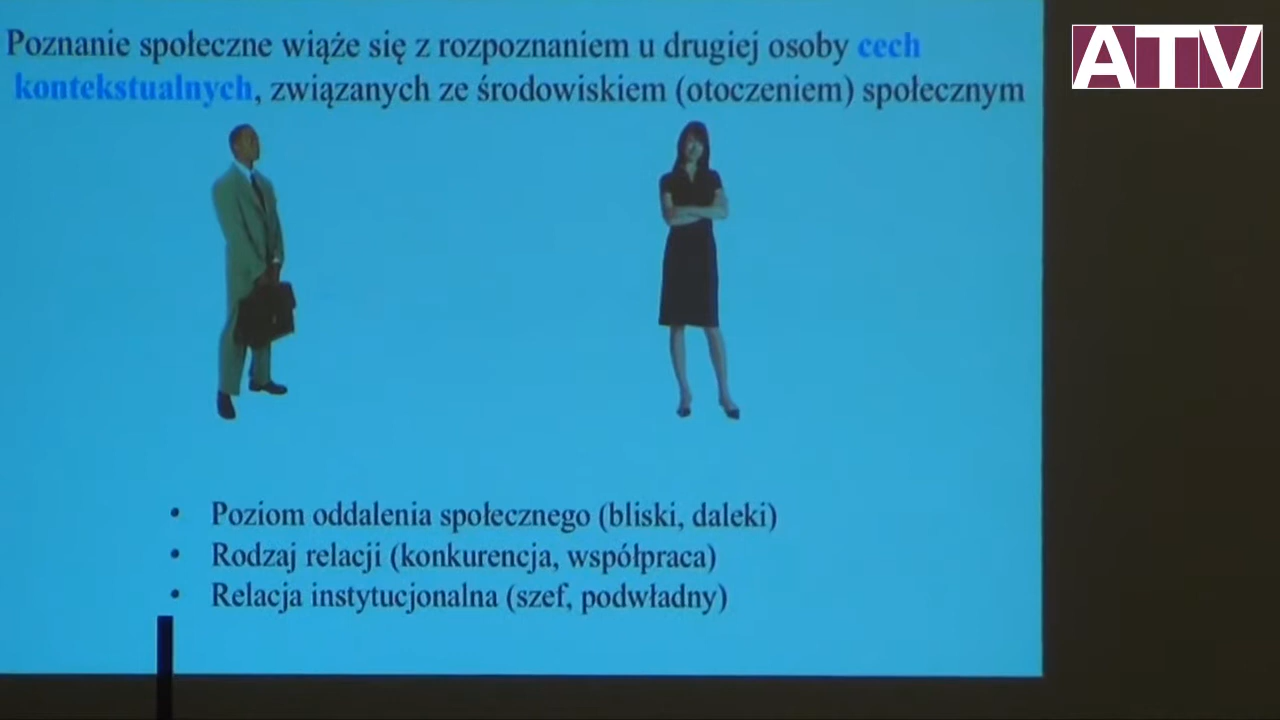 Poznanie społeczne wiąże się z rozpoznaniem u drugiej osoby cech
kontekstualnych, związanych ze środowiskiem (otoczeniem) społecznym
ATV
• Poziom oddalenia społecznego (bliski, daleki)
• Rodzaj relacji (konkurencja, współpraca)
• Relacja instytucjonalna (szef, podwładny)